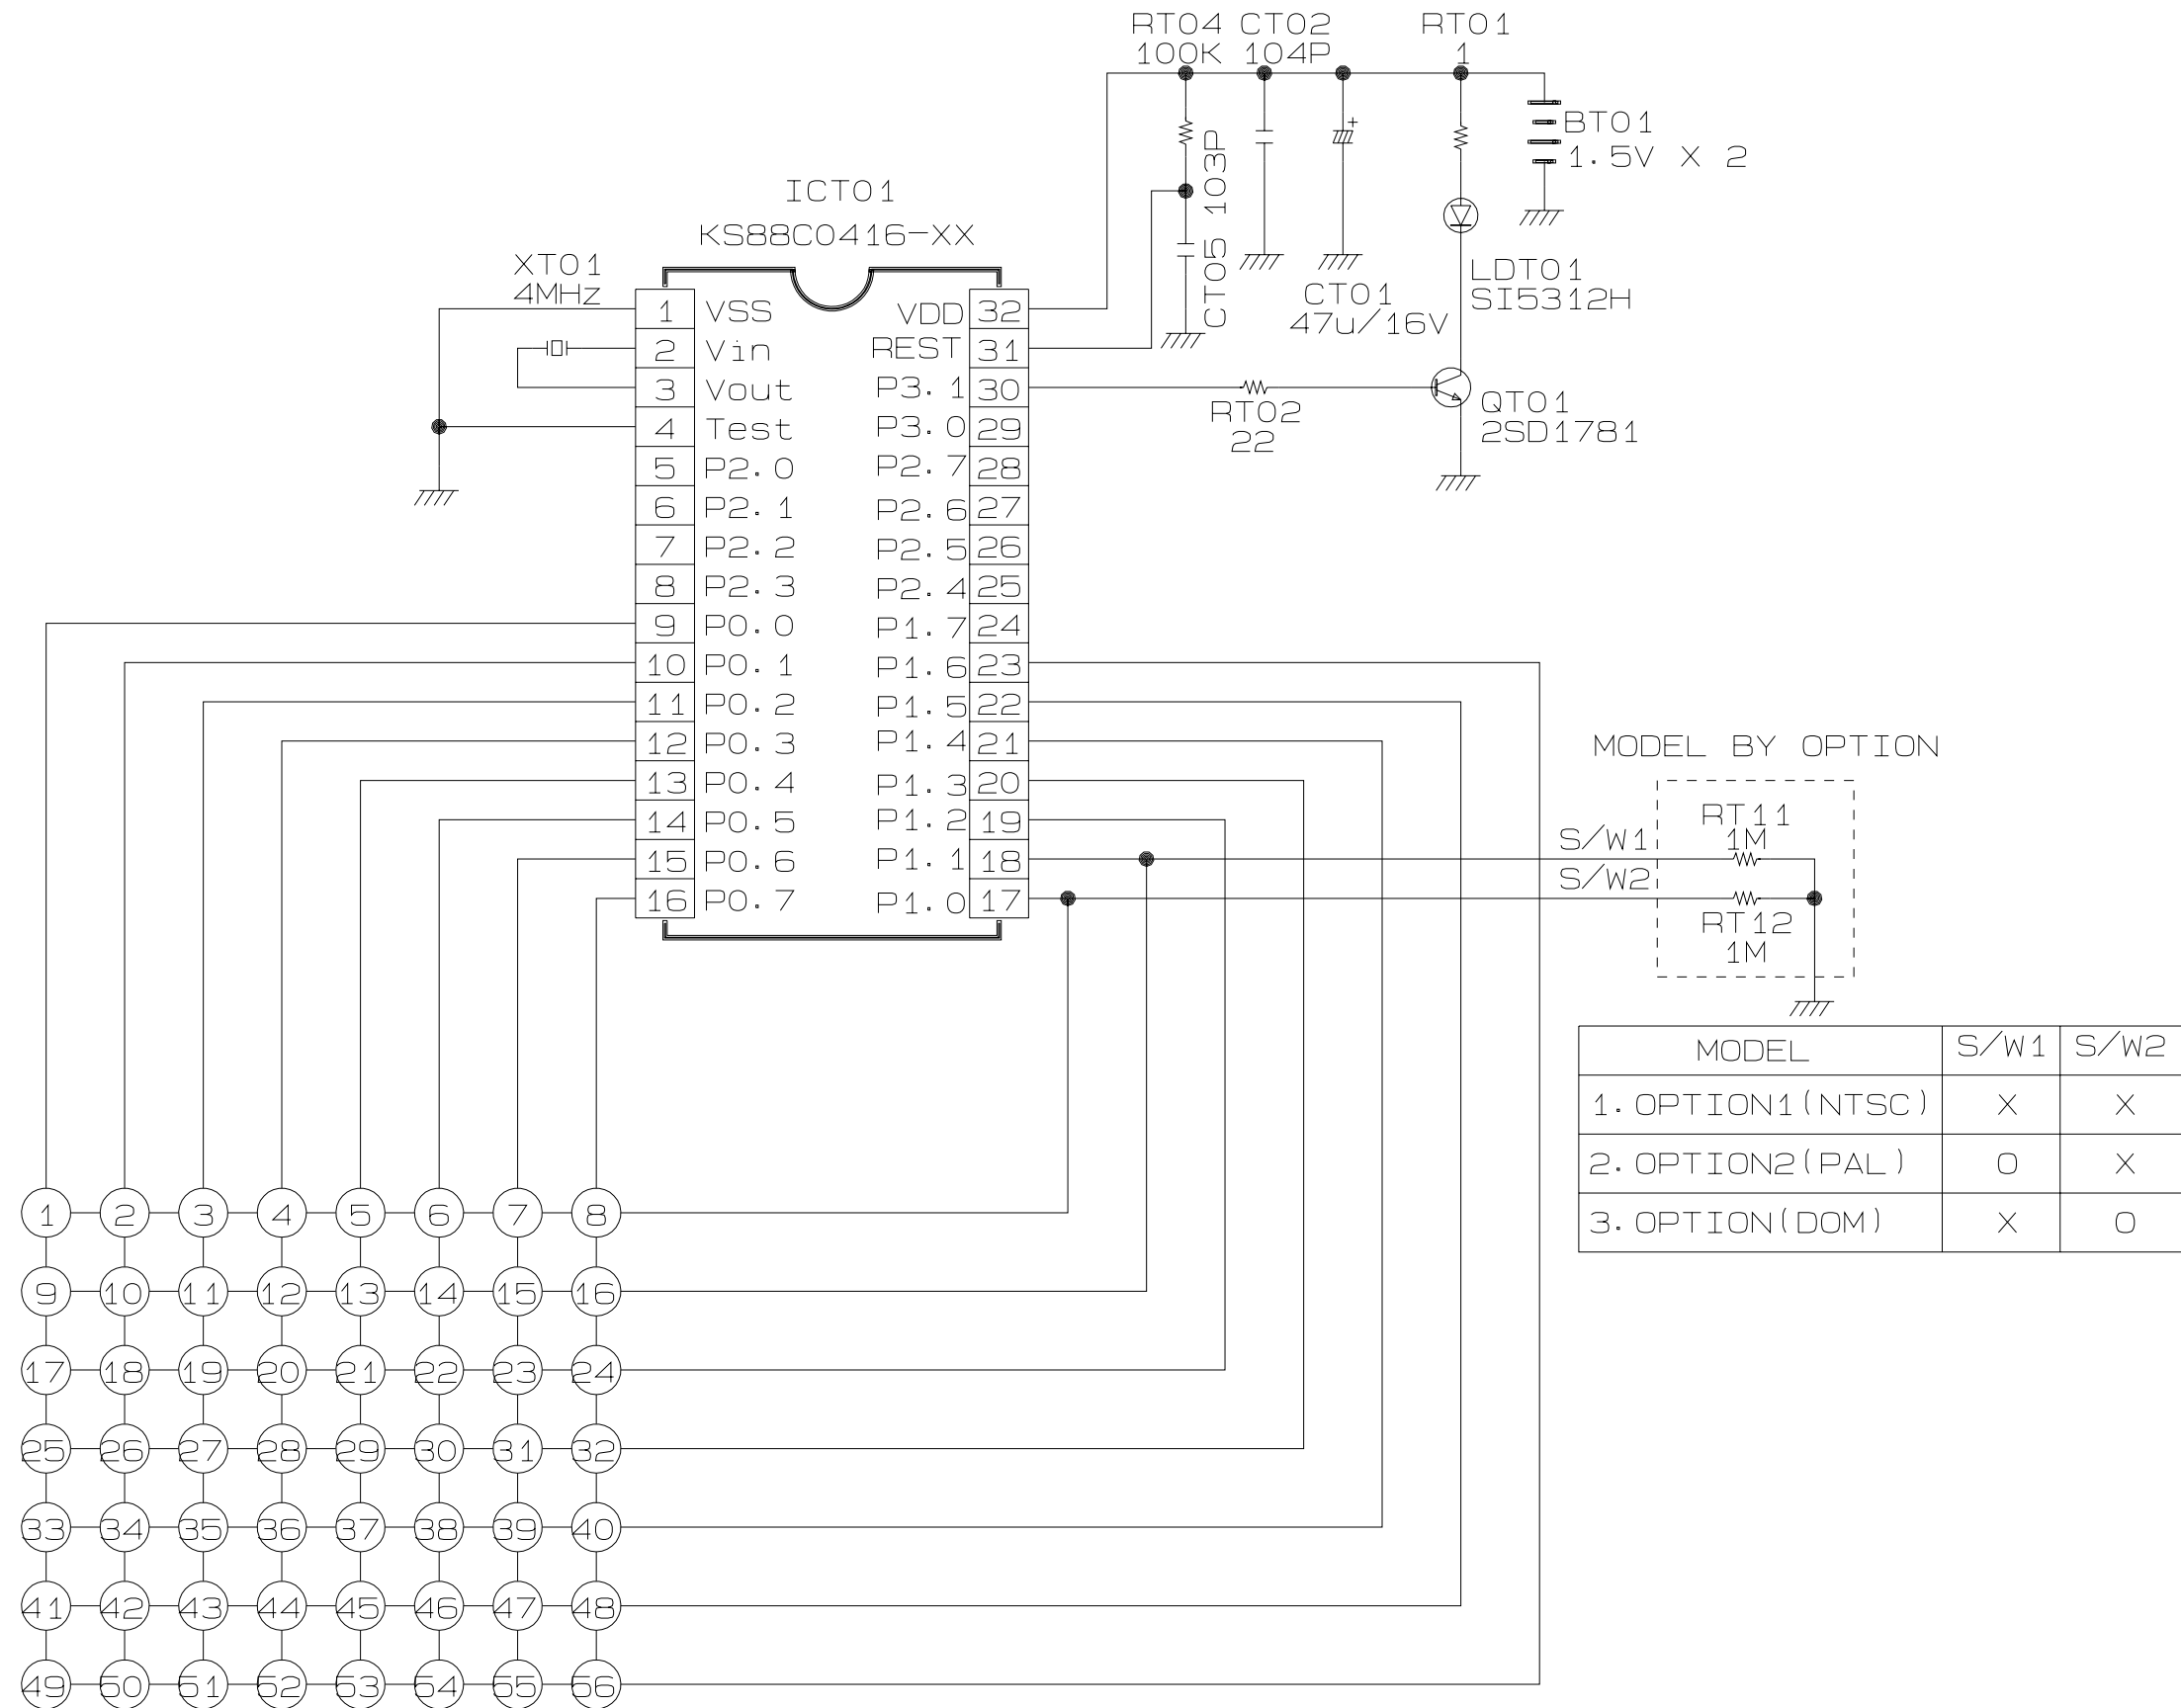 RT04 CT02 RT01
100K 104P 1
BT01
1.5V X 2
CT05 103P
ICT01
KS88C0416-XX
XT01
4MHz
LDT01
SI5312H
CT01
47u/16V
1 VSS VDD 32
2 Vin REST 31
3 Vout P3.1 30
4 Test P3.0 29
5 P2.0 P2.7 28
6 P2.1 P2.6 27
7 P2.2 P2.5 26
8 P2.3 P2.4 25
9 P0.0 P1.7 24
10 P0.1 P1.6 23
11 P0.2 P1.5 22
12 P0.3 P1.4 21
13 P0.4 P1.3 20
14 P0.5 P1.2 19
15 P0.6 P1.1 18
16 P0.7 P1.0 17
RT02
22
QT01
2SD1781
MODEL BY OPTION
RT11
1M
S/W1
S/W2
RT12
1M
MODEL S/W1 S/W2
1.OPTION1(NTSC) X X
2.OPTION2(PAL) O X
3.OPTION(DOM) X O
1 2 3 4 5 6 7 8
9 10 11 12 13 14 15 16
17 18 19 20 21 22 23 24
25 26 27 28 29 30 31 32
33 34 35 36 37 38 39 40
41 42 43 44 45 46 47 48
49 50 51 52 53 54 55 56